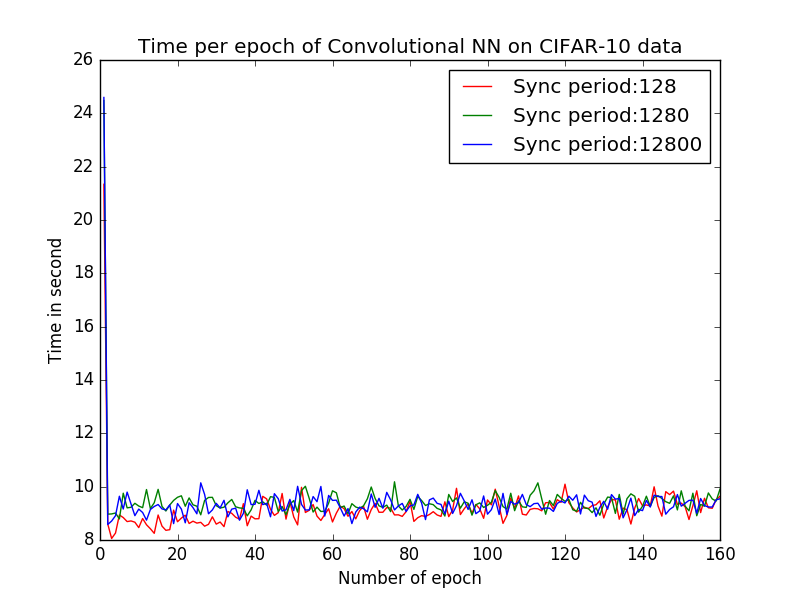 Time per epoch of Convolutional NN on CIFAR-10 data
Sync period:128
Sync period:1280
Sync period:12800
Time in second
26
24
22
20
18
16
14
12
10
8
0 20 40 60 80 100 120 140 160
Number of epoch